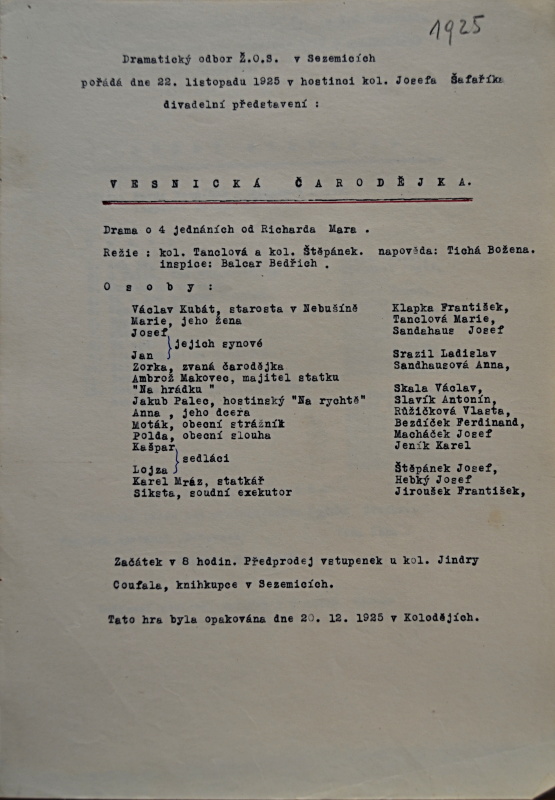 1925
Dramatický odbor Ž.O.S. v Sezemicích
pořádá dne 22. listopadu 1925 v hostinci kol. Josefa Šafaříka
divadelní představení :
VESNICKÁ ČARODĚJKA.
Drama o 4 jednáních od Richarda Mara .
Režie : kol. Tanclová a kol. Štěpánek. napověda: Tichá Božena.
inspice: Balcar Bedřich .
O s o b y :
Václav Kubát, starosta v Nebušíně Klapka František,
Marie, jeho žena Tanclová Marie,
Josef Sandahaus Josef
jejich synové
Jan Srazil Ladislav
Zorka, zvaná čarodějka Sandhausová Anna,
Ambrož Makovec, majitel statku
"Na hrádku " Skala Václav,
Jakub Palec, hostinský "Na rychtě" Slavík Antonín,
Anna , jeho dcera Růžičková Vlasta,
Moták, obecní strážník Bezdíček Ferdinand,
Polda, obecní slouha Macháček Josef
Kašpar Jeník Karel
sedláci
Lojza Štěpánek Josef,
Karel Mráz, statkář Hebký Josef
Siksta, soudní exekutor Jiroušek František,
Začátek v 8 hodin. Předprodej vstupenek u kol. Jindry
Coufala, knihkupce v Sezemicích.
Tato hra byla opakována dne 20. 12. 1925 v Kolodějích.